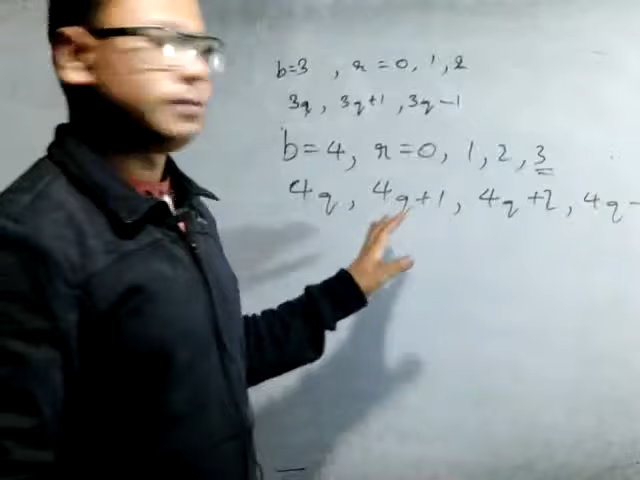 b=3 , r=0, 1, 2
3q, 3q+1, 3q-1
b=4, r=0, 1, 2, 3
4q, 4q+1, 4q+2, 4q-